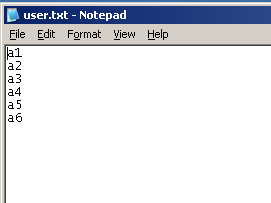 user.txt - Notepad
File Edit Format View Help
a1
a2
a3
a4
a5
a6